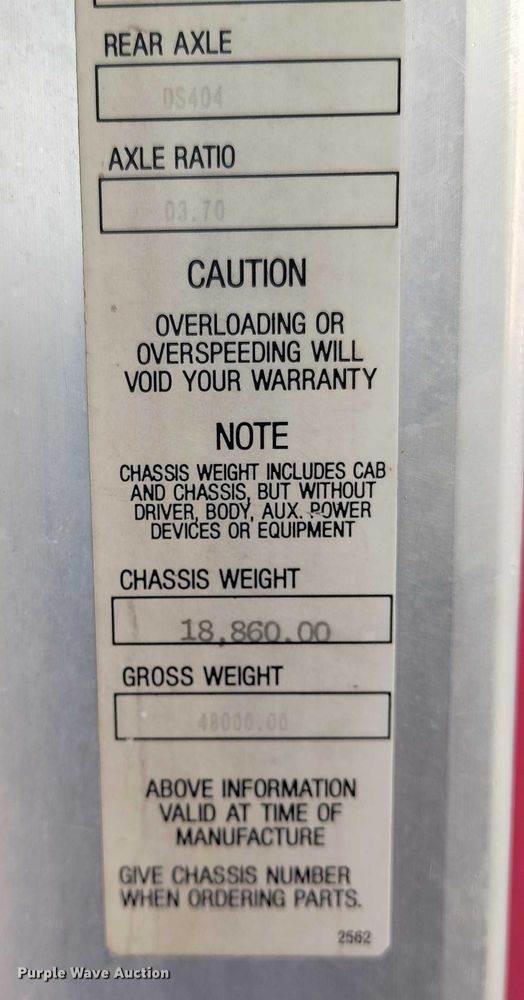 REAR AXLE
DS404
AXLE RATIO
03.70
CAUTION
OVERLOADING OR
OVERSPEEDING WILL
VOID YOUR WARRANTY
NOTE
CHASSIS WEIGHT INCLUDES CAB
AND CHASSIS, BUT WITHOUT
DRIVER, BODY, AUX. POWER
DEVICES OR EQUIPMENT
CHASSIS WEIGHT
18,860.00
GROSS WEIGHT
48000.00
ABOVE INFORMATION
VALID AT TIME OF
MANUFACTURE
GIVE CHASSIS NUMBER
WHEN ORDERING PARTS.
2562
Purple Wave Auction